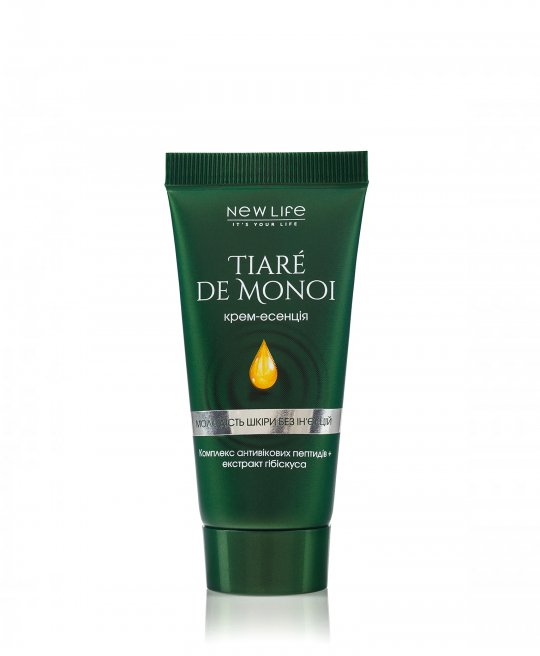 NEW LIFE
IT'S YOUR LIFE
TIARÉ
DE MONOI
крем-есенція
МОЛОДІСТЬ ШКІРИ БЕЗ ІН'ЄКЦІЙ
Комплекс антивікових пептидів +
екстракт гібіскуса